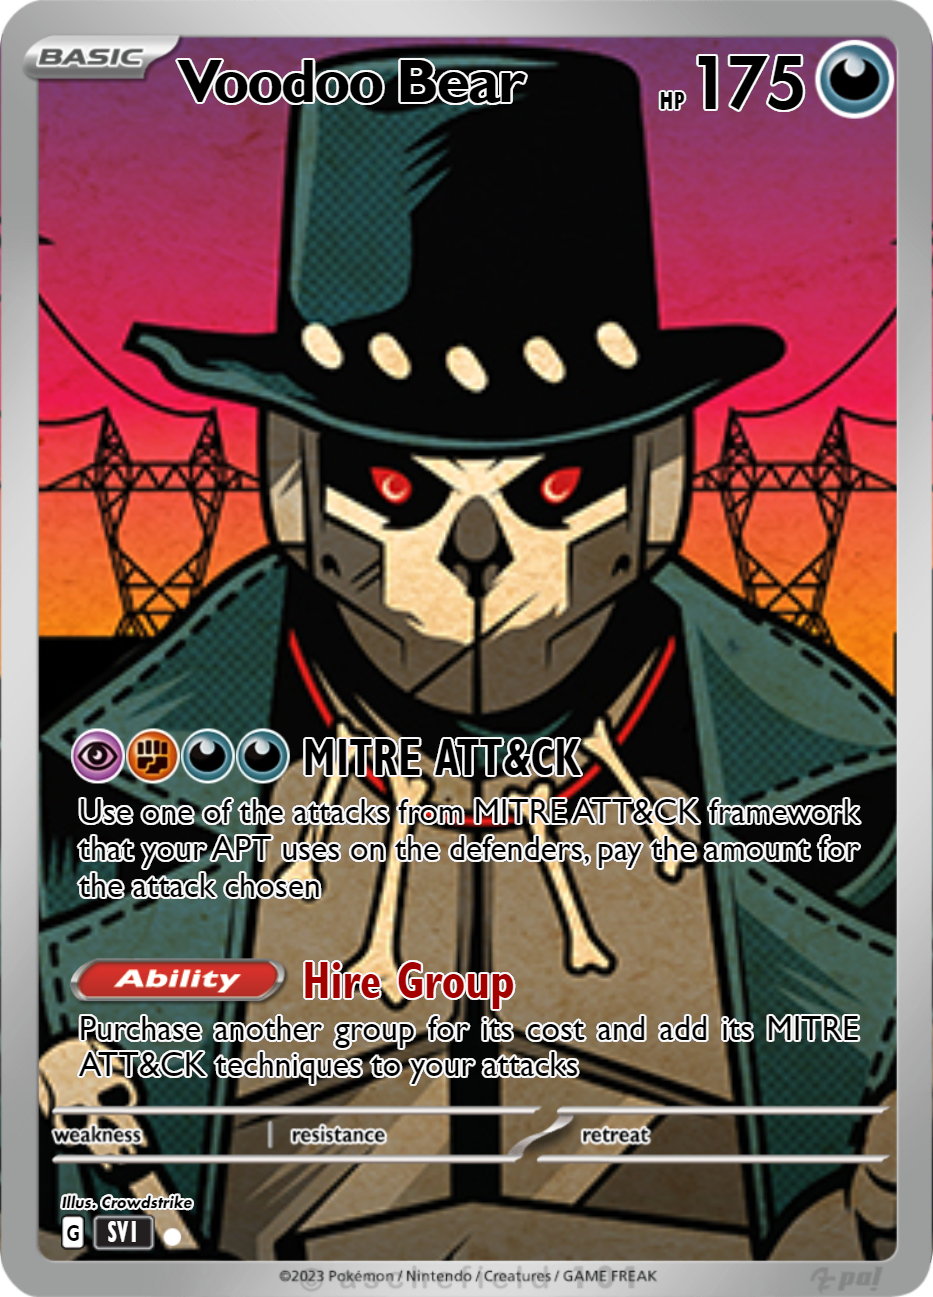 BASIC
Voodoo Bear
HP 175
MITRE ATT&CK
Use one of the attacks from MITRE ATT&CK framework
that your APT uses on the defenders, pay the amount for
the attack chosen
Ability Hire Group
Purchase another group for its cost and add its MITRE
ATT&CK techniques to your attacks
weakness resistance retreat
Illus. Crowdstrike
G SVI
©2023 Pokémon / Nintendo / Creatures / GAME FREAK